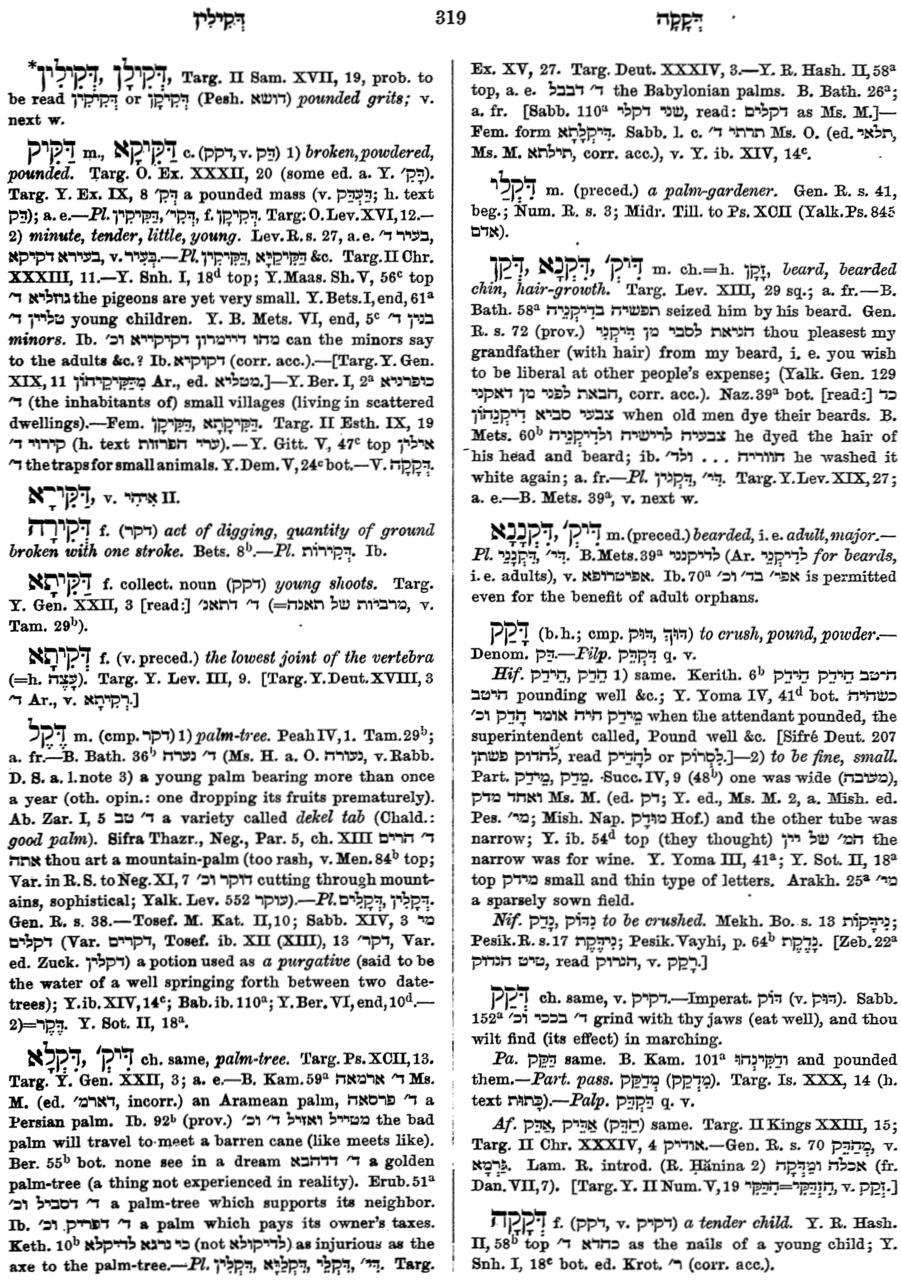 דְּקִילִין 319 דְּקָקָה
*דְּקִילִין, דְּקִילָן, Targ. II Sam. XVII, 19, prob. to
be read דְּקִיקִין or דְּקִיקָן (Pesh. דושא) pounded grits; v.
next w.
דַּקִּיק m., דַּקִּיקָא c. (דקק, v. דַּק) 1) broken, powdered,
pounded. Targ. O. Ex. XXXII, 20 (some ed. a. Y. דַּק').
Targ. Y. Ex. IX, 8 דַּקִּ' a pounded mass (v. ; h. text
); a. e.—Pl. דַּקִּיקִין, דַּקִּ', f. דַּקִּיקָן. Targ. O. Lev. XVI, 12.—
2) minute, tender, little, young. Lev. R. s. 27, a. e. בעיר ד',
בעירא דקיקא, v. בְּעִיר.—Pl. דַּקִּיקִין, דַּקִּיקַיָּא &c. Targ. II Chr.
XXXIII, 11.—Y. Snh. I, 18d top; Y. Maas. Sh. V, 56c top
גוזליא ד' the pigeons are yet very small. Y. Bets. I, end, 61a
טליין ד' young children. Y. B. Mets. VI, end, 5c בנין ד'
minors. Ib. מהו דיימרון דקיקייא וכ' can the minors say
to the adults &c.? Ib. דקוקיא (corr. acc.).—[Targ. Y. Gen.
XIX, 11 מִדַּקִּיקֵיהוֹן Ar., ed. מטליא.]—Y. Ber. I, 2a כופרניא
ד' (the inhabitants of) small villages (living in scattered
dwellings).—Fem. דַּקִּיקָא, דַּקִּיקְתָא. Targ. II Esth. IX, 19
קירוי ד' (h. text ערי הפרזות).—Y. Gitt. V, 47c top אילין
ד' the traps for small animals. Y. Dem. V, 24c bot.—V. דְּקָקָה.
דַּקִּירָא, v. II.
דְּקִירָה f. (דקר) act of digging, quantity of ground
broken with one stroke. Bets. 8b.—Pl. דְּקִירוֹת. Ib.
דַּקִּיתָא f. collect. noun (דקק) young shoots. Targ.
Y. Gen. XXII, 3 [read:] ד' דתאנ' (=מרביות של תאנה, v.
Tam. 29b).
דַּקִּיתָא f. (v. preced.) the lowest joint of the vertebra
(=h. עָצֶה). Targ. Y. Lev. III, 9. [Targ. Y. Deut. XVIII, 3
ד' Ar., v. רְקִיתָא.]
דֶּקֶל m. (cmp. דקר) 1) palm-tree. Peah IV, 1. Tam. 29b;
a. fr.—B. Bath. 36b ד' נערה (Ms. H. a. O. נעורה, v. Rabb.
D. S. a. l. note 3) a young palm bearing more than once
a year (oth. opin.: one dropping its fruits prematurely).
Ab. Zar. I, 5 ד' טב a variety called dekel tab (Chald.:
good palm). Sifra Thazr., Neg., Par. 5, ch. XIII ד' הרים
אתה thou art a mountain-palm (too rash, v. Men. 84b top;
Var. in R. S. to Neg. XI, 7 דוקר וכ' cutting through mount-
ains, sophistical; Yalk. Lev. 552 עוקר).—Pl. דְּקָלִים, דְּקָלִין.
Gen. R. s. 38.—Tosef. M. Kat. II, 10; Sabb. XIV, 3 מי
דקלים (Var. דקרים, Tosef. ib. XII (XIII), 13 דקר', Var.
ed. Zuck. דקלין) a potion used as a purgative (said to be
the water of a well springing forth between two date-
trees); Y. ib. XIV, 14c; Bab. ib. 110a; Y. Ber. VI, end, 10d.—
2)=דֶּקֶר. Y. Sot. II, 18a.
דִּקְלָא, דִּיק' ch. same, palm-tree. Targ. Ps. XCII, 13.
Targ. Y. Gen. XXII, 3; a. e.—B. Kam. 59a ד' ארמאה Ms.
M. (ed. דארמ', incorr.) an Aramean palm, ד' פרסאה a
Persian palm. Ib. 92b (prov.) מטייל ואזיל ד' בישא וכ' the bad
palm will travel to meet a barren cane (like meets like).
Ber. 55b bot. none see in a dream ד' דדהבא a golden
palm-tree (a thing not experienced in reality). Erub. 51a
ד' דסביל וכ' a palm-tree which supports its neighbor.
Ib. ד' דפריק וכ' a palm which pays its owner's taxes.
Keth. 10b כי נרגא לדיקלא (not לדיקולא) as injurious as the
axe to the palm-tree.—Pl. דִּקְלִין, דִּקְלַיָּא, דִּקְלֵי, דִּי'. Targ.
Ex. XV, 27. Targ. Deut. XXXIV, 3.—Y. R. Hash. II, 58a
top, a. e. ד' דבבל the Babylonian palms. B. Bath. 26a;
a. fr. [Sabb. 110a שני דקלי, read: דקלים as Ms. M.]—
Fem. form דִּיקְלָתָא. Sabb. l. c. תרתי ד' Ms. O. (ed. תלאי,
Ms. M. תילתא, corr. acc.), v. Y. ib. XIV, 14c.
דִּקְלַי m. (preced.) a palm-gardener. Gen. R. s. 41,
beg.; Num. R. s. 3; Midr. Till. to Ps. XCII (Yalk. Ps. 845
אדם).
דְּקַן, דִּקְנָא, דִּיק' m. ch.=h. זָקָן, beard, bearded
chin, hair-growth. Targ. Lev. XIII, 29 sq.; a. fr.—B.
Bath. 58a תפשיה בדִיקְנֵיה seized him by his beard. Gen.
R. s. 72 (prov.) הניאת לסבי מן דִיקְנִי thou pleasest my
grandfather (with hair) from my beard, i. e. you wish
to be liberal at other people's expense; (Yalk. Gen. 129
הבאת לפני מן דאקני, corr. acc.). Naz. 39a bot. [read:] כד
צבעי סביא דִיקְנְהוֹן when old men dye their beards. B.
Mets. 60b צבעיה לרישיה ולדִיקְנֵיה he dyed the hair of
his head and beard; ib. חווריה ... ולד' he washed it
white again; a. fr.—Pl. דִּקְנִין, דִּי'. Targ. Y. Lev. XIX, 27;
a. e.—B. Mets. 39a, v. next w.
דִּקְנָנָא, דִּיק' m. (preced.) bearded, i. e. adult, major.—
Pl. דִּקְנָנֵי, דִּי'. B. Mets. 39a לדיקנני (Ar. לדִיקְנֵי for beards,
i. e. adults), v. אפיטרופא. Ib. 70a אפי' בד' וכ' is permitted
even for the benefit of adult orphans.
דָּקַק (b. h.; cmp. דּוּק, דּוּךְ) to crush, pound, powder.—
Denom. דַּק.—Pilp. דִּקְדֵּק q. v.
Hif. הֵדֵק, הֵידֵק 1) same. Kerith. 6b היטב הֵידֵק הֵידֵק
היטב pounding well &c.; Y. Yoma IV, 41d bot. כשהיה
מֵידֵק היה אומר הָדֵק וכ' when the attendant pounded, the
superintendent called, Pound well &c. [Sifré Deut. 207
להדוק פשתן, read לְהָדִיק or לִסְרוֹק.]—2) to be fine, small.
Part. מֵדֵק, מֵידֵק. Succ. IV, 9 (48b) one was wide (משובה),
ואחד מדק Ms. M. (ed. דק; Y. ed., Ms. M. 2, a. Mish. ed.
Pes. מי'; Mish. Nap. מוּדָק Hof.) and the other tube was
narrow; Y. ib. 54d top (they thought) המ' של יין the
narrow was for wine. Y. Yoma III, 41a; Y. Sot. II, 18a
top מידק small and thin type of letters. Arakh. 25a מי'
a sparsely sown field.
Nif. נִדּוֹק, נָדַק to be crushed. Mekh. Bo. s. 13 נִידָּקוֹת;
Pesik. R. s. 17 נִידֶּקֶת; Pesik. Vayhi, p. 64b נָדֶקֶת. [Zeb. 22a
טיט הנדוק, read הנרוק, v. רָקַק.]
דְּקַק ch. same, v. דקיק.—Imperat. דּוֹק (v. דּוּק). Sabb.
152a ד' בככי וכ' grind with thy jaws (eat well), and thou
wilt find (its effect) in marching.
Pa. דַּקֵּק same. B. Kam. 101a ודַקֵּינְהוּ and pounded
them.—Part. pass. מְדַקַּק (מְדַּק). Targ. Is. XXX, 14 (h.
text כָּתוּת).—Palp. דַּקְדֵּק q. v.
Af. אַדֵּק, אַדֵּיק (הַדֵּק) same. Targ. II Kings XXIII, 15;
Targ. II Chr. XXXIV, 4 אודיק.—Gen. R. s. 70 מְהַדֵּק, v.
גַּרְמָא. Lam. R. introd. (R. Ḥănina 2) אכלה ומַדְּקָה (fr.
Dan. VII, 7). [Targ. Y. II Num. V, 19, v. זְקַק.]
דְּקָקָה f. (דקק, v. דקיק) a tender child. Y. R. Hash.
II, 58b top כהדא ד' as the nails of a young child; Y.
Snh. I, 18c bot. ed. Krot. ר' (corr. acc.).